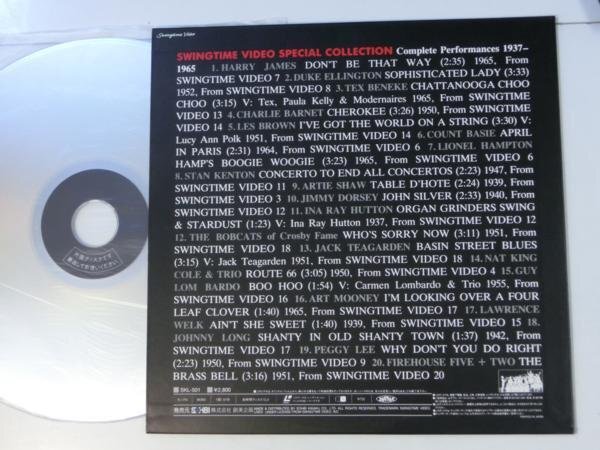 Swingtime Video
SWINGTIME VIDEO SPECIAL COLLECTION Complete Performances 1937–
1965 1. HARRY JAMES DON'T BE THAT WAY (2:35) 1965, From
SWINGTIME VIDEO 7 2. DUKE ELLINGTON SOPHISTICATED LADY (3:33)
1952, From SWINGTIME VIDEO 8 3. TEX BENEKE CHATTANOOGA CHOO
CHOO (3:15) V: Tex, Paula Kelly & Modernaires 1965, From SWINGTIME
VIDEO 13 4. CHARLIE BARNET CHEROKEE (3:26) 1950, From SWINGTIME
VIDEO 14 5. LES BROWN I'VE GOT THE WORLD ON A STRING (3:30) V:
Lucy Ann Polk 1951, From SWINGTIME VIDEO 14 6. COUNT BASIE APRIL
IN PARIS (2:31) 1964, From SWINGTIME VIDEO 6 7. LIONEL HAMPTON
HAMP'S BOOGIE WOOGIE (3:23) 1965, From SWINGTIME VIDEO 6
8. STAN KENTON CONCERTO TO END ALL CONCERTOS (2:23) 1947, From
SWINGTIME VIDEO 11 9. ARTIE SHAW TABLE D'HOTE (2:24) 1939, From
SWINGTIME VIDEO 3 10. JIMMY DORSEY JOHN SILVER (2:33) 1940, From
SWINGTIME VIDEO 12 11. INA RAY HUTTON ORGAN GRINDERS SWING
& STARDUST (1:23) V: Ina Ray Hutton 1937, From SWINGTIME VIDEO 12
12. THE BOBCATS of Crosby Fame WHO'S SORRY NOW (3:11) 1951, From
SWINGTIME VIDEO 18 13. JACK TEAGARDEN BASIN STREET BLUES
(3:15) V: Jack Teagarden 1951, From SWINGTIME VIDEO 18 14. NAT KING
COLE & TRIO ROUTE 66 (3:05) 1950, From SWINGTIME VIDEO 4 15. GUY
LOM BARDO BOO HOO (1:54) V: Carmen Lombardo & Trio 1955, From
SWINGTIME VIDEO 16 16. ART MOONEY I'M LOOKING OVER A FOUR
LEAF CLOVER (1:40) 1965, From SWINGTIME VIDEO 17 17. LAWRENCE
WELK AIN'T SHE SWEET (1:40) 1939, From SWINGTIME VIDEO 15 18.
JOHNNY LONG SHANTY IN OLD SHANTY TOWN (1:37) 1942, From
SWINGTIME VIDEO 17 19. PEGGY LEE WHY DON'T YOU DO RIGHT
(2:23) 1950, From SWINGTIME VIDEO 9 20. FIREHOUSE FIVE + TWO THE
BRASS BELL (3:16) 1951, From SWINGTIME VIDEO 20
SKL-001 ¥2,800